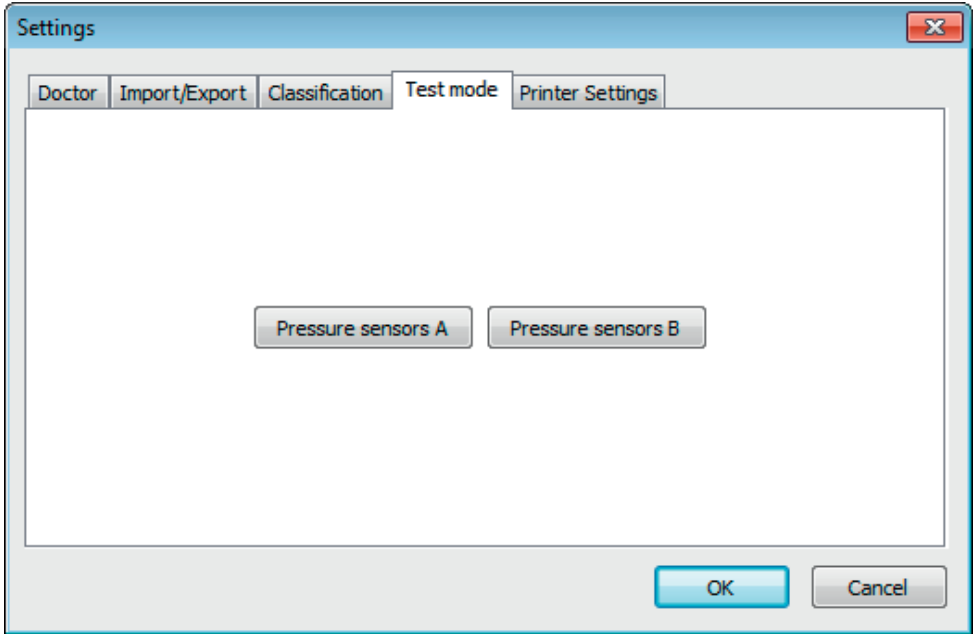 Settings
Doctor Import/Export Classification Test mode Printer Settings
Pressure sensors A Pressure sensors B
OK Cancel